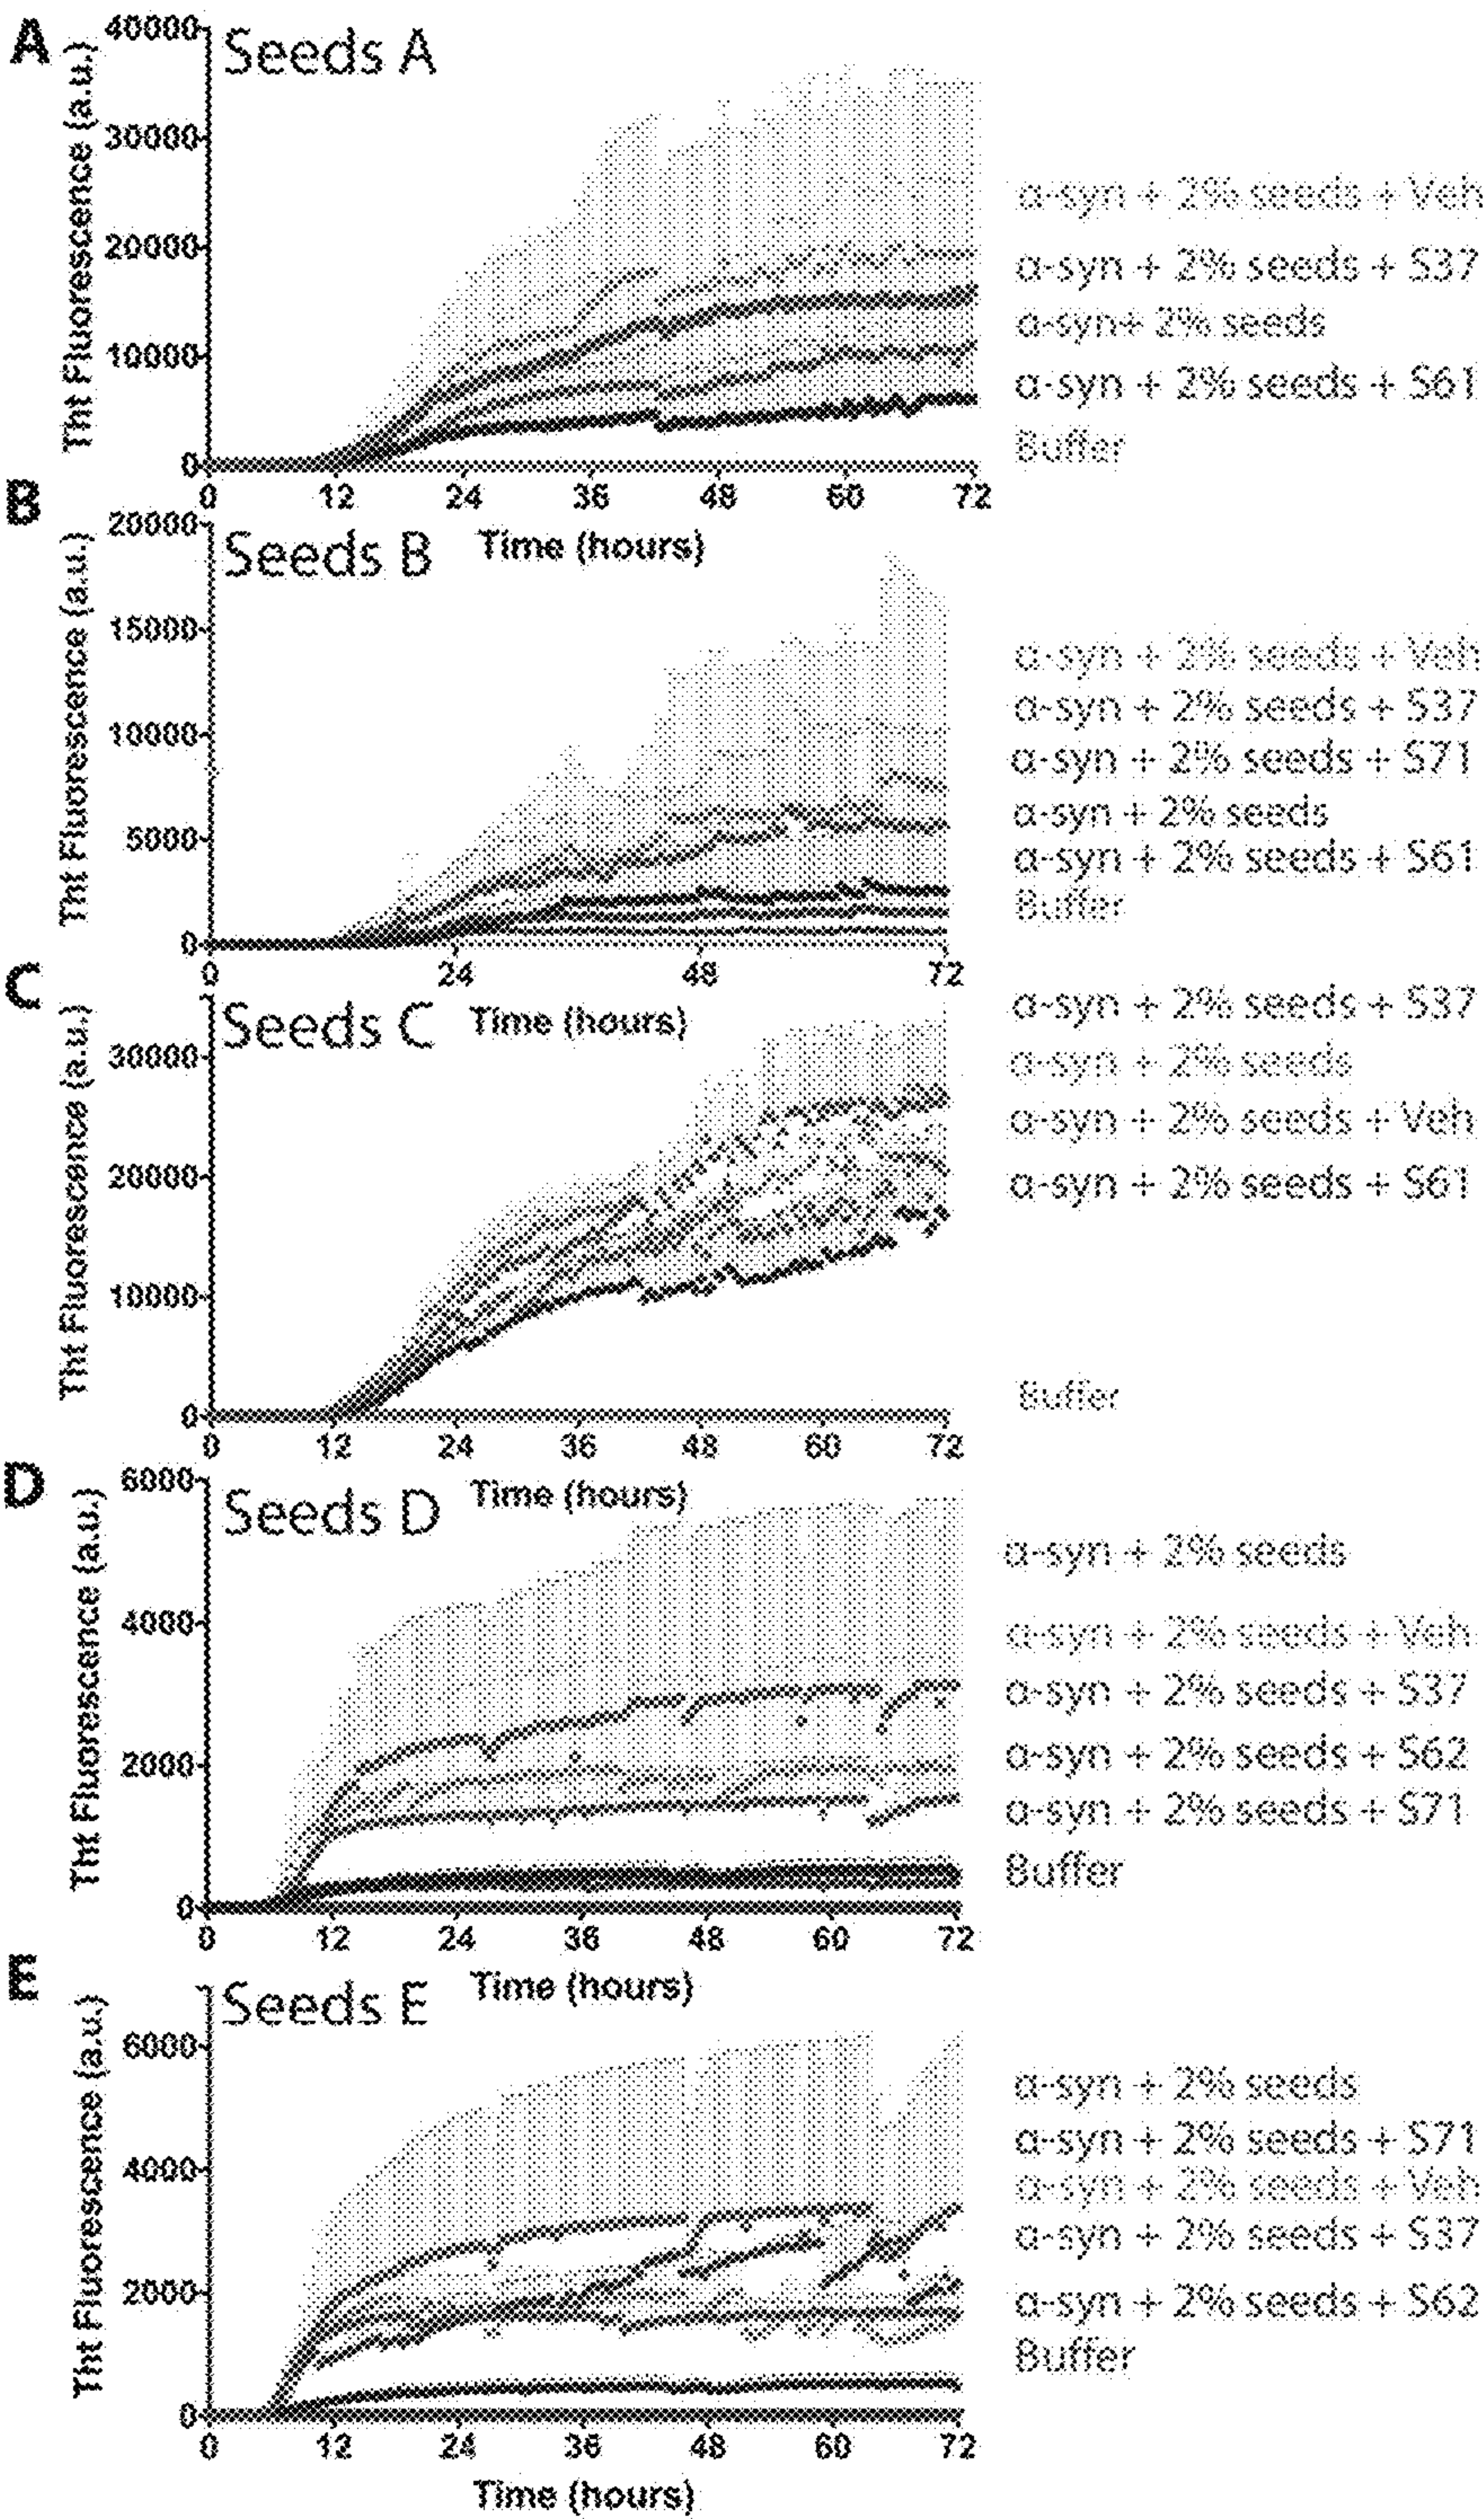 A
Seeds A
Tht Fluorescence (a.u.)
40000
30000
20000
10000
0
0 12 24 36 48 60 72
Time (hours)
α-syn + 2% seeds + Veh
α-syn + 2% seeds + S37
α-syn+ 2% seeds
α-syn + 2% seeds + S61
Buffer
B
Seeds B
Tht Fluorescence (a.u.)
20000
15000
10000
5000
0
0 24 48 72
Time (hours)
α-syn + 2% seeds + Veh
α-syn + 2% seeds + S37
α-syn + 2% seeds + S71
α-syn + 2% seeds
α-syn + 2% seeds + S61
Buffer
C
Seeds C
Tht Fluorescence (a.u.)
30000
20000
10000
0
0 12 24 36 48 60 72
Time (hours)
α-syn + 2% seeds + S37
α-syn + 2% seeds
α-syn + 2% seeds + Veh
α-syn + 2% seeds + S61
Buffer
D
Seeds D
Tht Fluorescence (a.u.)
6000
4000
2000
0
0 12 24 36 48 60 72
Time (hours)
α-syn + 2% seeds
α-syn + 2% seeds + Veh
α-syn + 2% seeds + S37
α-syn + 2% seeds + S62
α-syn + 2% seeds + S71
Buffer
E
Seeds E
Tht Fluorescence (a.u.)
6000
4000
2000
0
0 12 24 36 48 60 72
Time (hours)
α-syn + 2% seeds
α-syn + 2% seeds + S71
α-syn + 2% seeds + Veh
α-syn + 2% seeds + S37
α-syn + 2% seeds + S62
Buffer